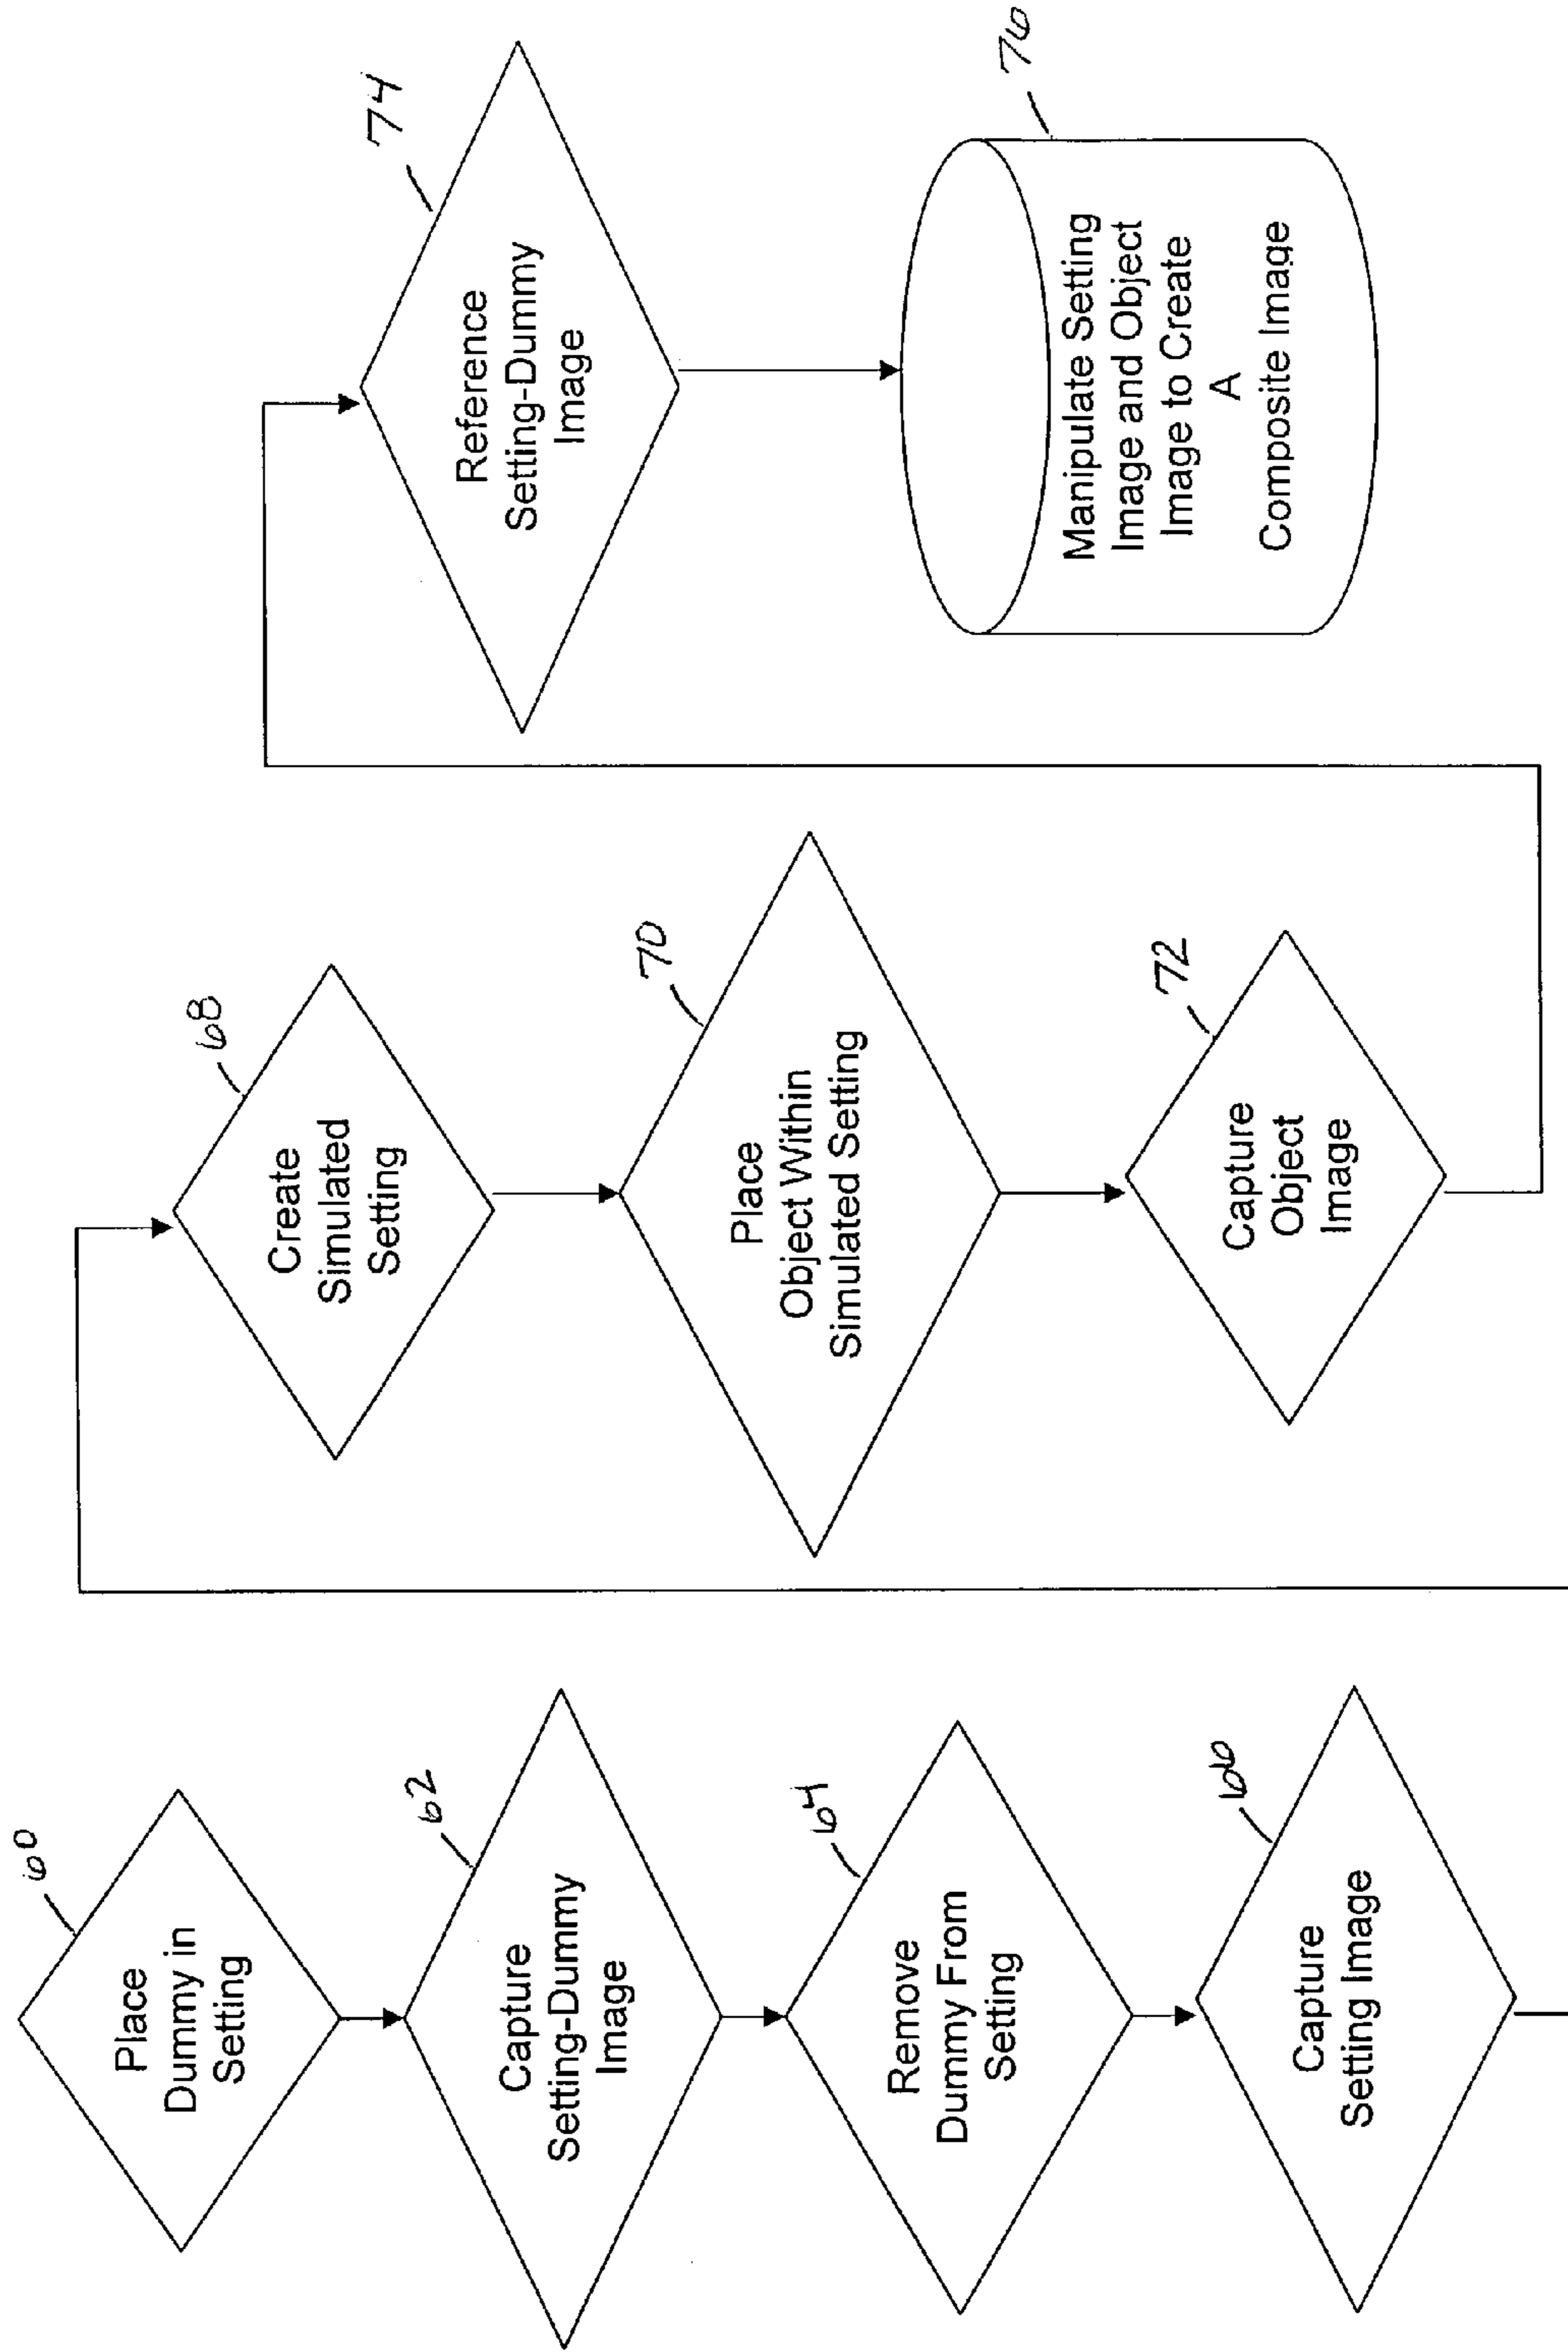 60
Place
Dummy in
Setting
62
Capture
Setting-Dummy
Image
64
Remove
Dummy From
Setting
66
Capture
Setting Image
68
Create
Simulated
Setting
70
Place
Object Within
Simulated Setting
72
Capture
Object
Image
74
Reference
Setting-Dummy
Image
76
Manipulate Setting
Image and Object
Image to Create
A
Composite Image